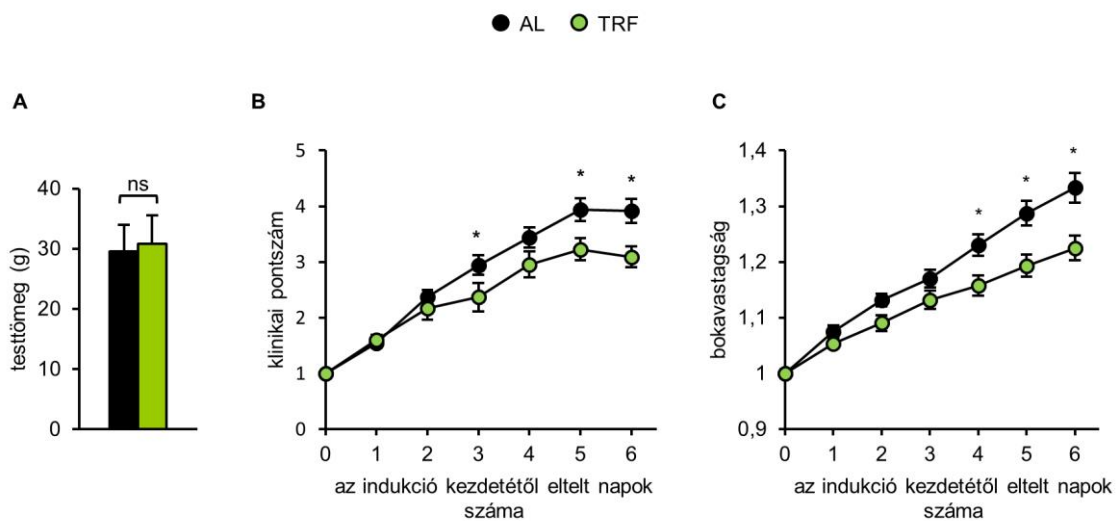 AL TRF
A
testömeg (g)
40
30
20
30
0
ns
B
klinikai pontszám
5
4
3
2
1
0
*
*
*
0 1 2 3 4 5 6
az indukció kezdetétől eltelt napok
száma
C
bokavastagság
1,4
1,3
1,2
1,1
1
0,9
*
*
*
0 1 2 3 4 5 6
az indukció kezdetétől eltelt napok
száma